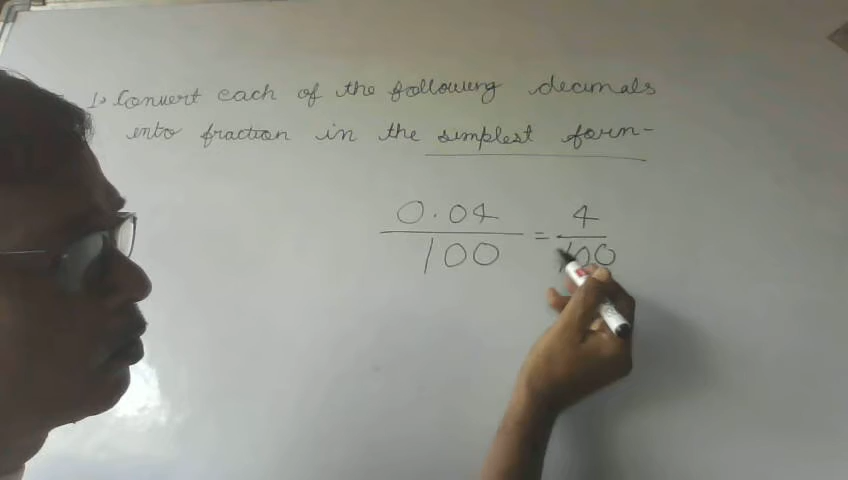 1. Convert each of the following decimals
into fraction in the simplest form-
0.04/100 = 4/100